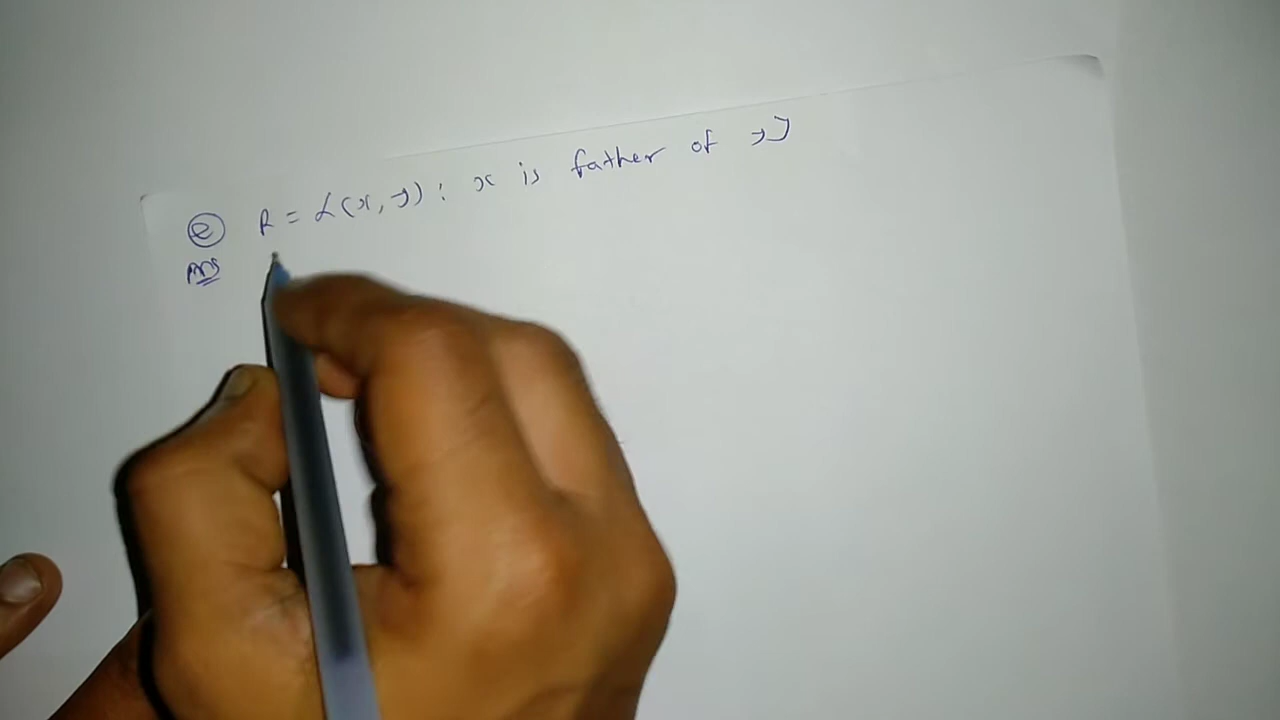 (e) R = {(x, y) : x is father of y}
Ans